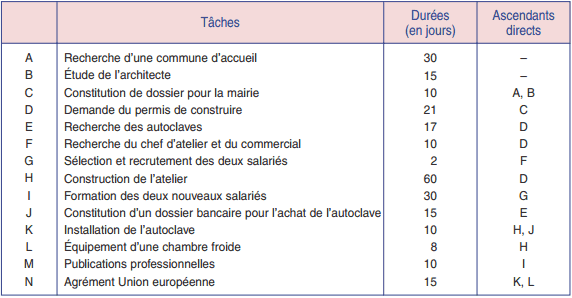 Tâches Durées (en jours) Ascendants directs
A Recherche d'une commune d'accueil 30 –
B Étude de l'architecte 15 –
C Constitution de dossier pour la mairie 10 A, B
D Demande du permis de construire 21 C
E Recherche des autoclaves 17 D
F Recherche du chef d'atelier et du commercial 10 D
G Sélection et recrutement des deux salariés 2 F
H Construction de l'atelier 60 D
I Formation des deux nouveaux salariés 30 G
J Constitution d'un dossier bancaire pour l'achat de l'autoclave 15 E
K Installation de l'autoclave 10 H, J
L Équipement d'une chambre froide 8 H
M Publications professionnelles 10 I
N Agrément Union européenne 15 K, L